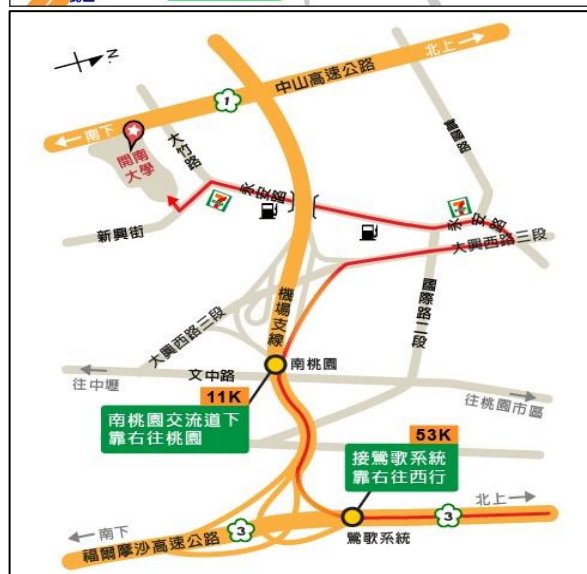 北上
中山高速公路
1
N
南下
開南
大學
大竹路
永安路
7
寶國路
7
永安路
新興街
大興西路三段
機場支線
國際路二段
大興西路三段
南桃園
文中路
往中壢
往桃園市區
11K
南桃園交流道下
靠右往桃園
53K
接鶯歌系統
靠右往西行
北上
3
南下
3
福爾摩沙高速公路
鶯歌系統